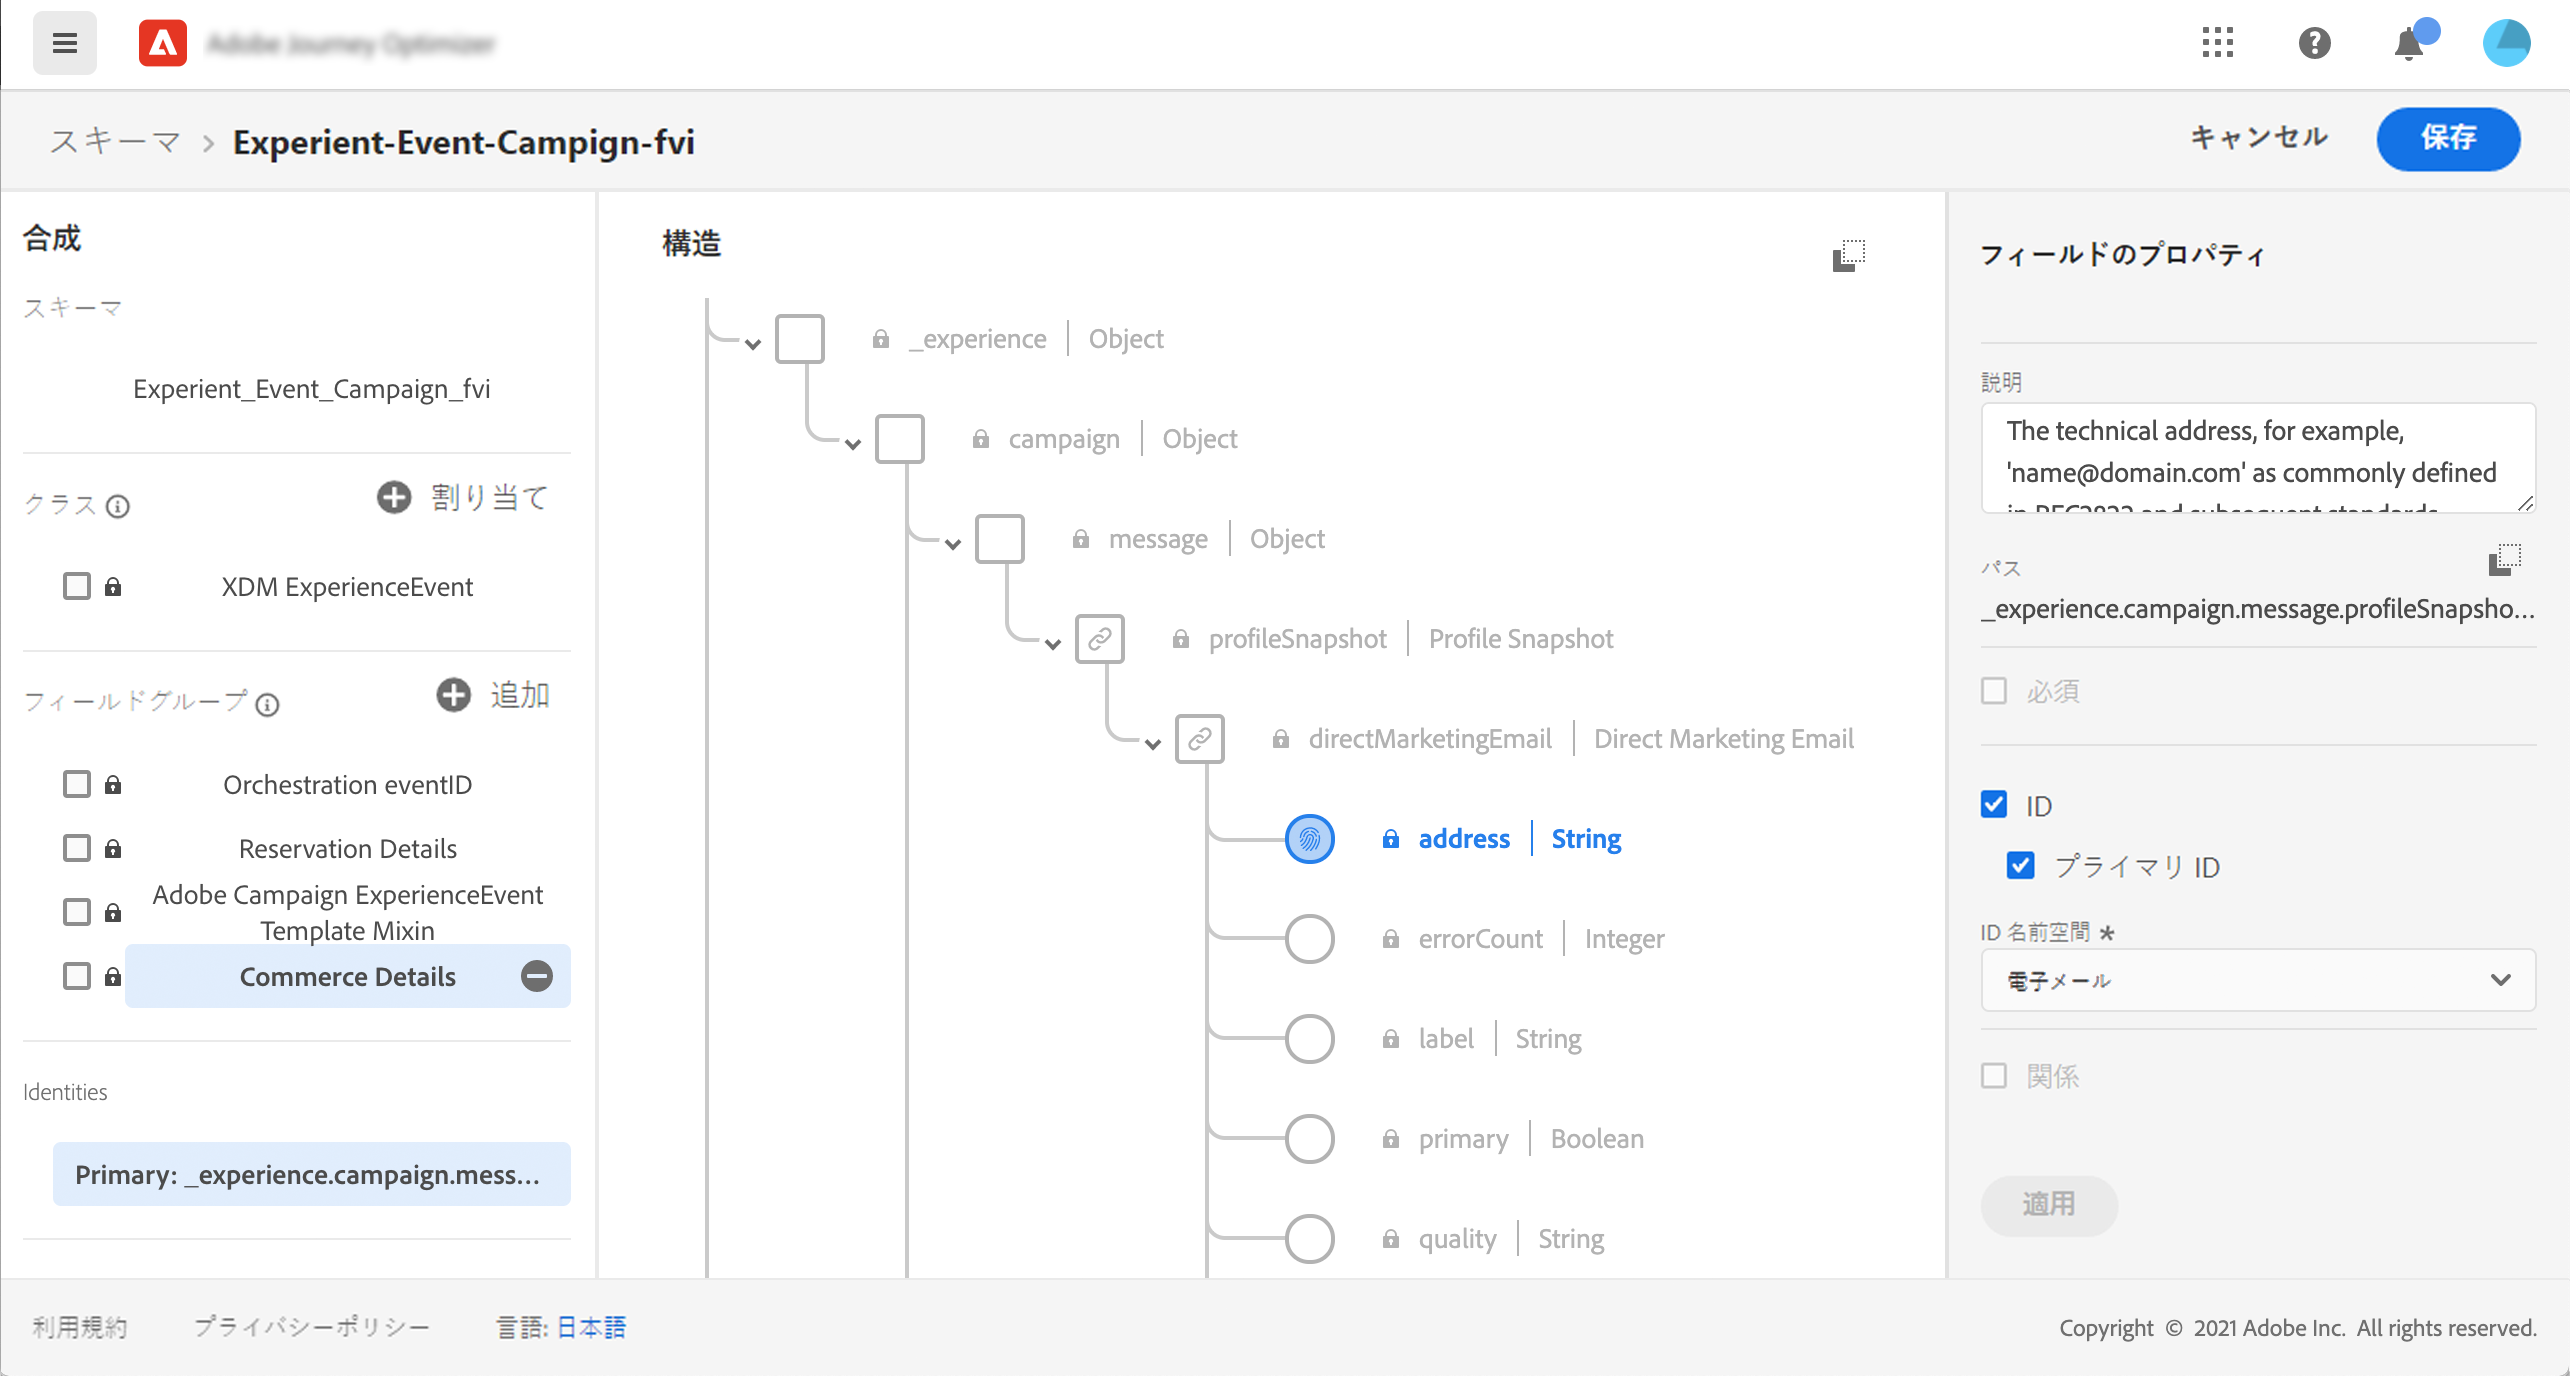 Adobe Journey Optimizer
スキーマ > Experient-Event-Campign-fvi
キャンセル
保存
合成
スキーマ
Experient_Event_Campaign_fvi
クラス
割り当て
XDM ExperienceEvent
フィールドグループ
追加
Orchestration eventID
Reservation Details
Adobe Campaign ExperienceEvent
Template Mixin
Commerce Details
Identities
Primary: _experience.campaign.mess...
構造
_experience | Object
campaign | Object
message | Object
profileSnapshot | Profile Snapshot
directMarketingEmail | Direct Marketing Email
address | String
errorCount | Integer
label | String
primary | Boolean
quality | String
フィールドのプロパティ
説明
The technical address, for example,
'name@domain.com' as commonly defined
in RFC2822 and subsequent standards
パス
_experience.campaign.message.profileSnapsho...
必須
ID
プライマリ ID
ID 名前空間 *
電子メール
関係
適用
利用規約
プライバシーポリシー
言語: 日本語
Copyright © 2021 Adobe Inc. All rights reserved.